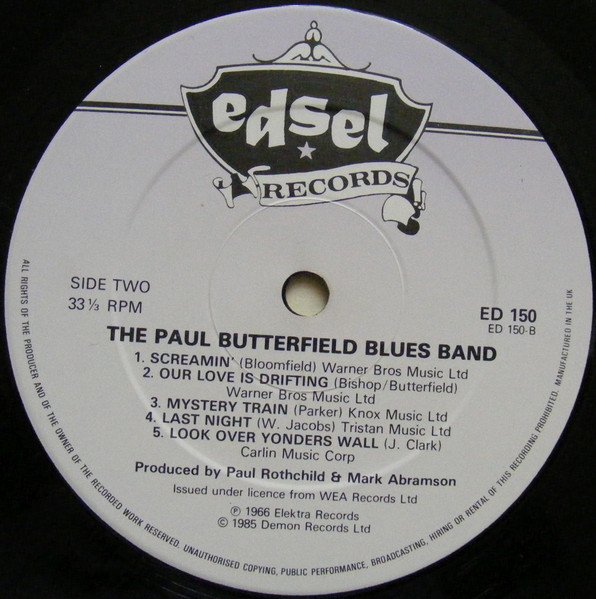 edsel
RECORDS
SIDE TWO
33⅓ RPM
ED 150
ED 150-B
THE PAUL BUTTERFIELD BLUES BAND
1. SCREAMIN' (Bloomfield) Warner Bros Music Ltd
2. OUR LOVE IS DRIFTING (Bishop/Butterfield)
Warner Bros Music Ltd
3. MYSTERY TRAIN (Parker) Knox Music Ltd
4. LAST NIGHT (W. Jacobs) Tristan Music Ltd
5. LOOK OVER YONDERS WALL (J. Clark)
Carlin Music Corp
Produced by Paul Rothchild & Mark Abramson
Issued under licence from WEA Records Ltd
℗ 1966 Elektra Records
© 1985 Demon Records Ltd
ALL RIGHTS OF THE PRODUCER AND OF THE OWNER OF THE RECORDED WORK RESERVED. UNAUTHORISED COPYING, PUBLIC PERFORMANCE, BROADCASTING, HIRING OR RENTAL OF THIS RECORDING PROHIBITED. MANUFACTURED IN THE UK